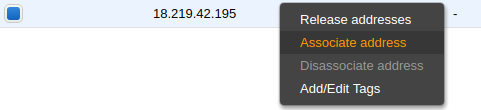 18.219.42.195
Release addresses
Associate address
-
Disassociate address
Add/Edit Tags